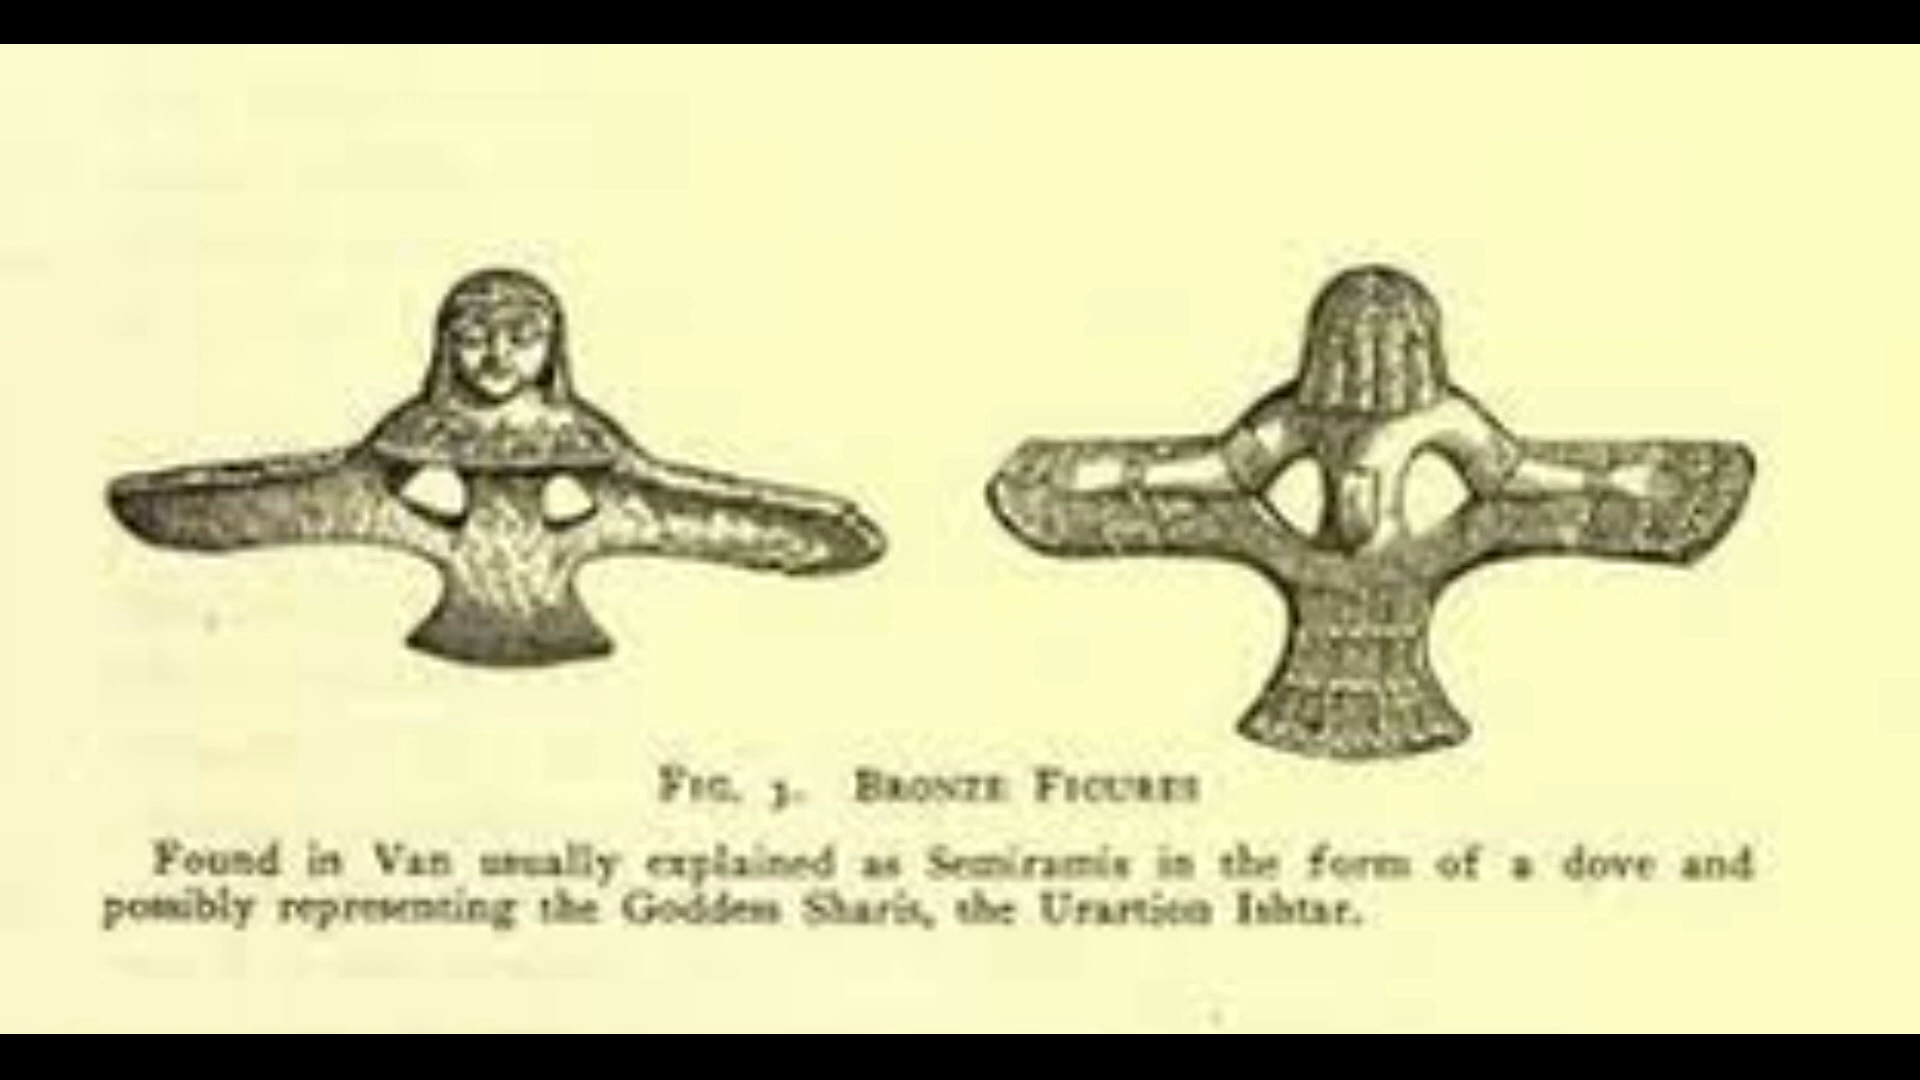 Fig. 3. Bronze Figures
Found in Van usually explained as Semiramis in the form of a dove and
possibly representing the Goddess Sharis, the Urartion Ishtar.